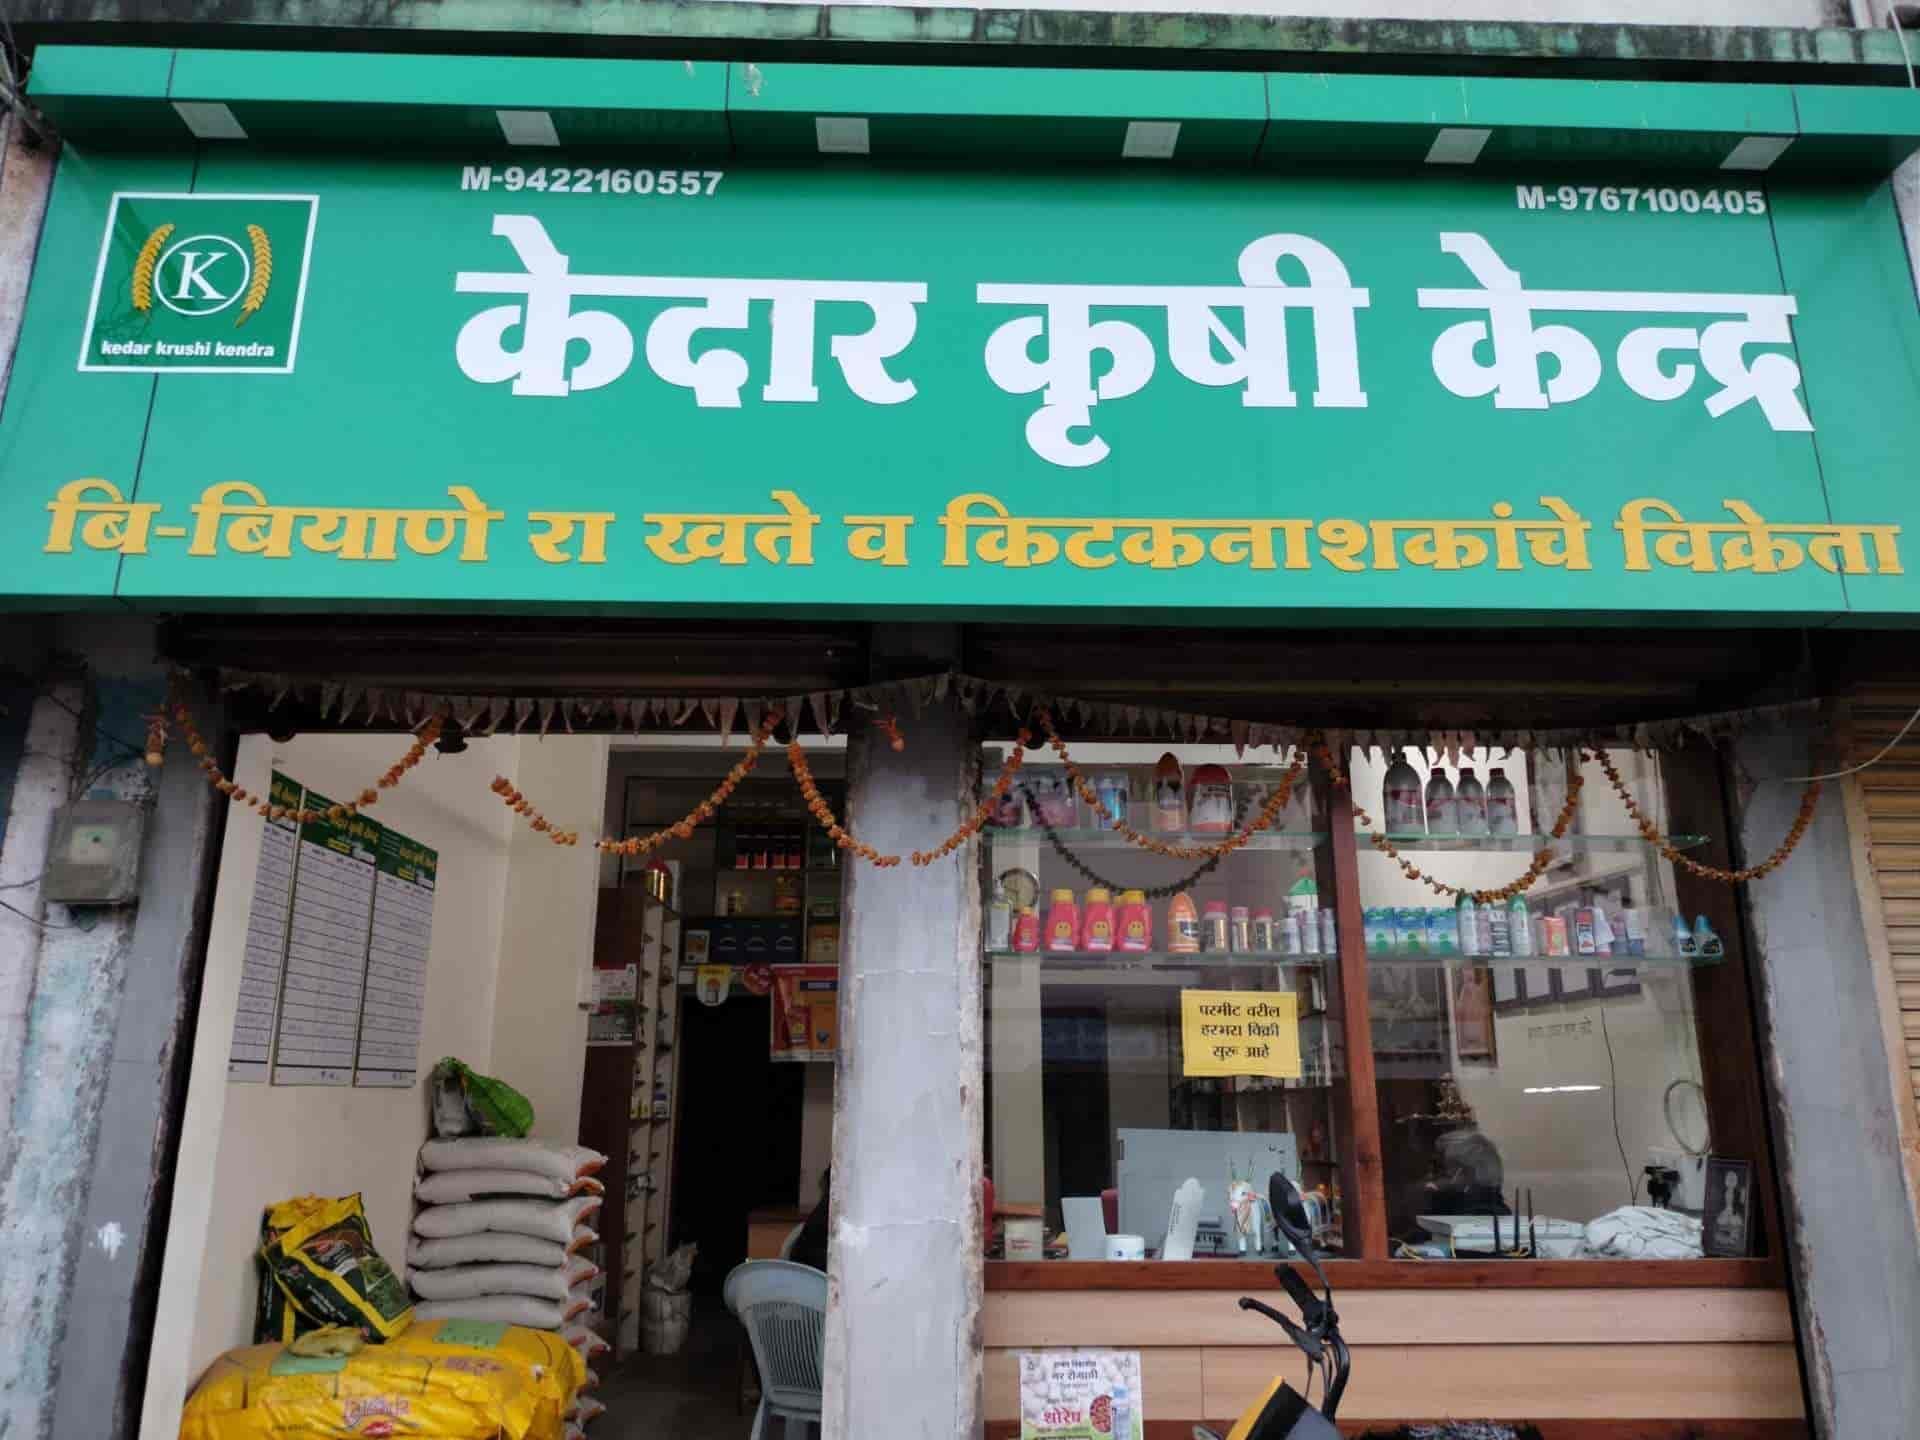 M-9422160557
M-9767100405
K
kedar krushi kendra
केदार कृषी केन्द्र
बि-बियाणे रा खते व किटकनाशकांचे विक्रेता
परमीट वरील
हरभरा विक्री
सुरू आहे